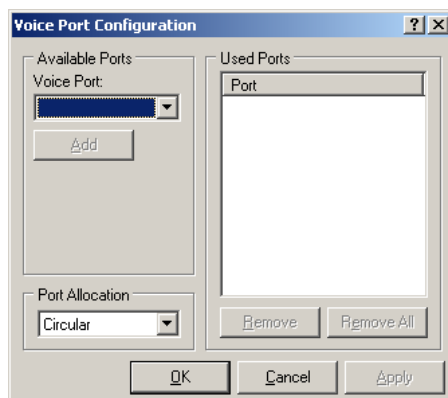 Voice Port Configuration
Available Ports
Voice Port:
Add
Port Allocation
Circular
Used Ports
Port
Remove
Remove All
OK
Cancel
Apply